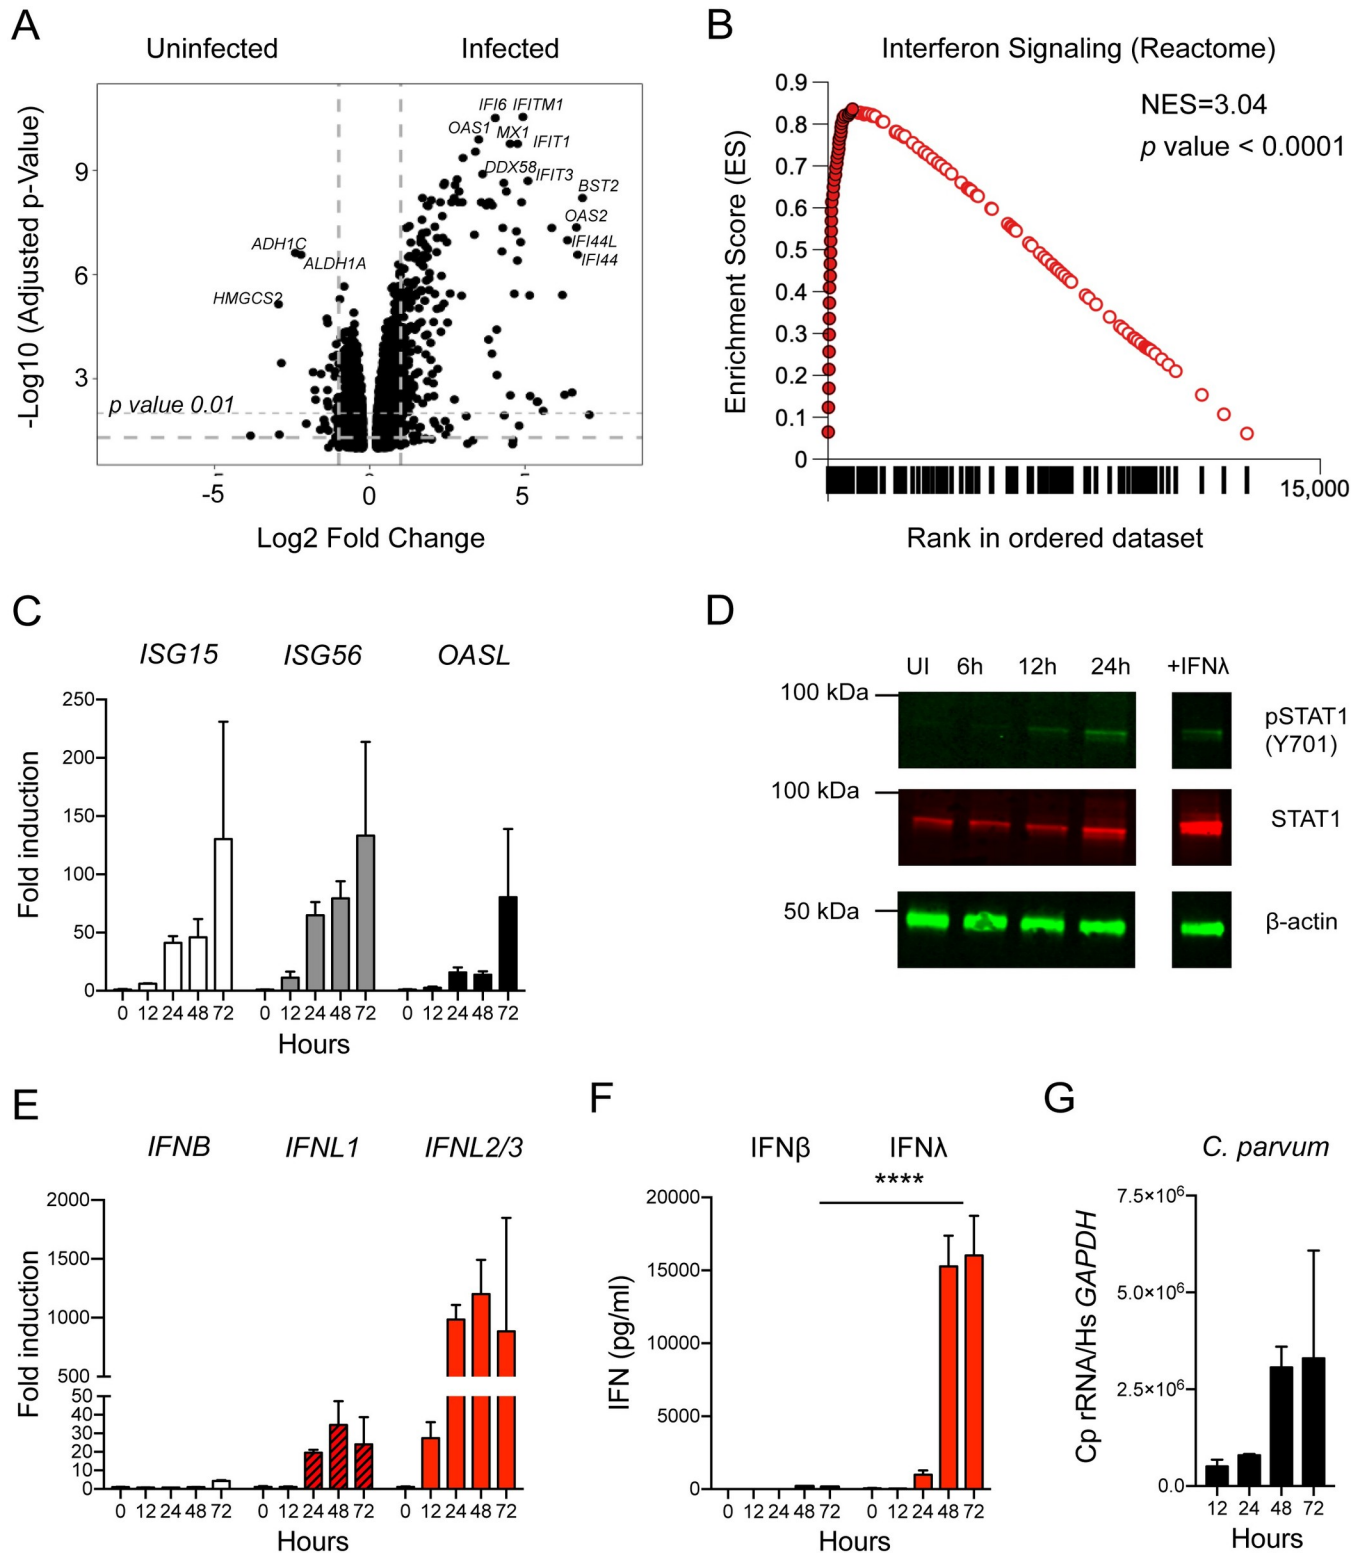 A
Uninfected
Infected
-Log10 (Adjusted p-Value)
9
6
3
IFI6
IFITM1
OAS1
MX1
IFIT1
DDX58
IFIT3
BST2
OAS2
IFI44L
IFI44
ADH1C
ALDH1A
HMGCS2
p value 0.01
-5
0
5
Log2 Fold Change
B
Interferon Signaling (Reactome)
NES=3.04
p value < 0.0001
Enrichment Score (ES)
0.9
0.8
0.7
0.6
0.5
0.4
0.3
0.2
0.1
0
15,000
Rank in ordered dataset
C
ISG15
ISG56
OASL
Fold induction
250
200
150
100
50
0
0 12 24 48 72
0 12 24 48 72
0 12 24 48 72
Hours
D
UI 6h 12h 24h +IFNλ
100 kDa
pSTAT1
(Y701)
100 kDa
STAT1
50 kDa
β-actin
E
IFNB
IFNL1
IFNL2/3
Fold induction
2000
1500
1000
500
50
40
30
20
10
0
0 12 24 48 72
0 12 24 48 72
0 12 24 48 72
Hours
F
IFNβ
IFNλ
****
IFN (pg/ml)
20000
15000
10000
5000
0
0 12 24 48 72
0 12 24 48 72
Hours
G
C. parvum
Cp rRNA/Hs GAPDH
7.5×10⁶
5.0×10⁶
2.5×10⁶
0.0
12 24 48 72
Hours